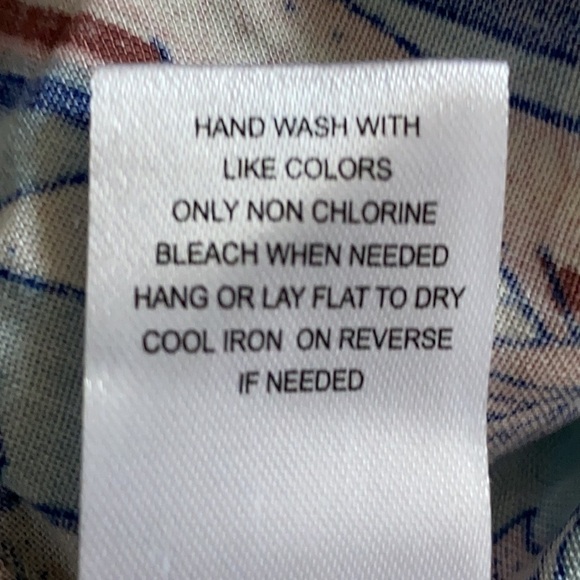 HAND WASH WITH
LIKE COLORS
ONLY NON CHLORINE
BLEACH WHEN NEEDED
HANG OR LAY FLAT TO DRY
COOL IRON ON REVERSE
IF NEEDED